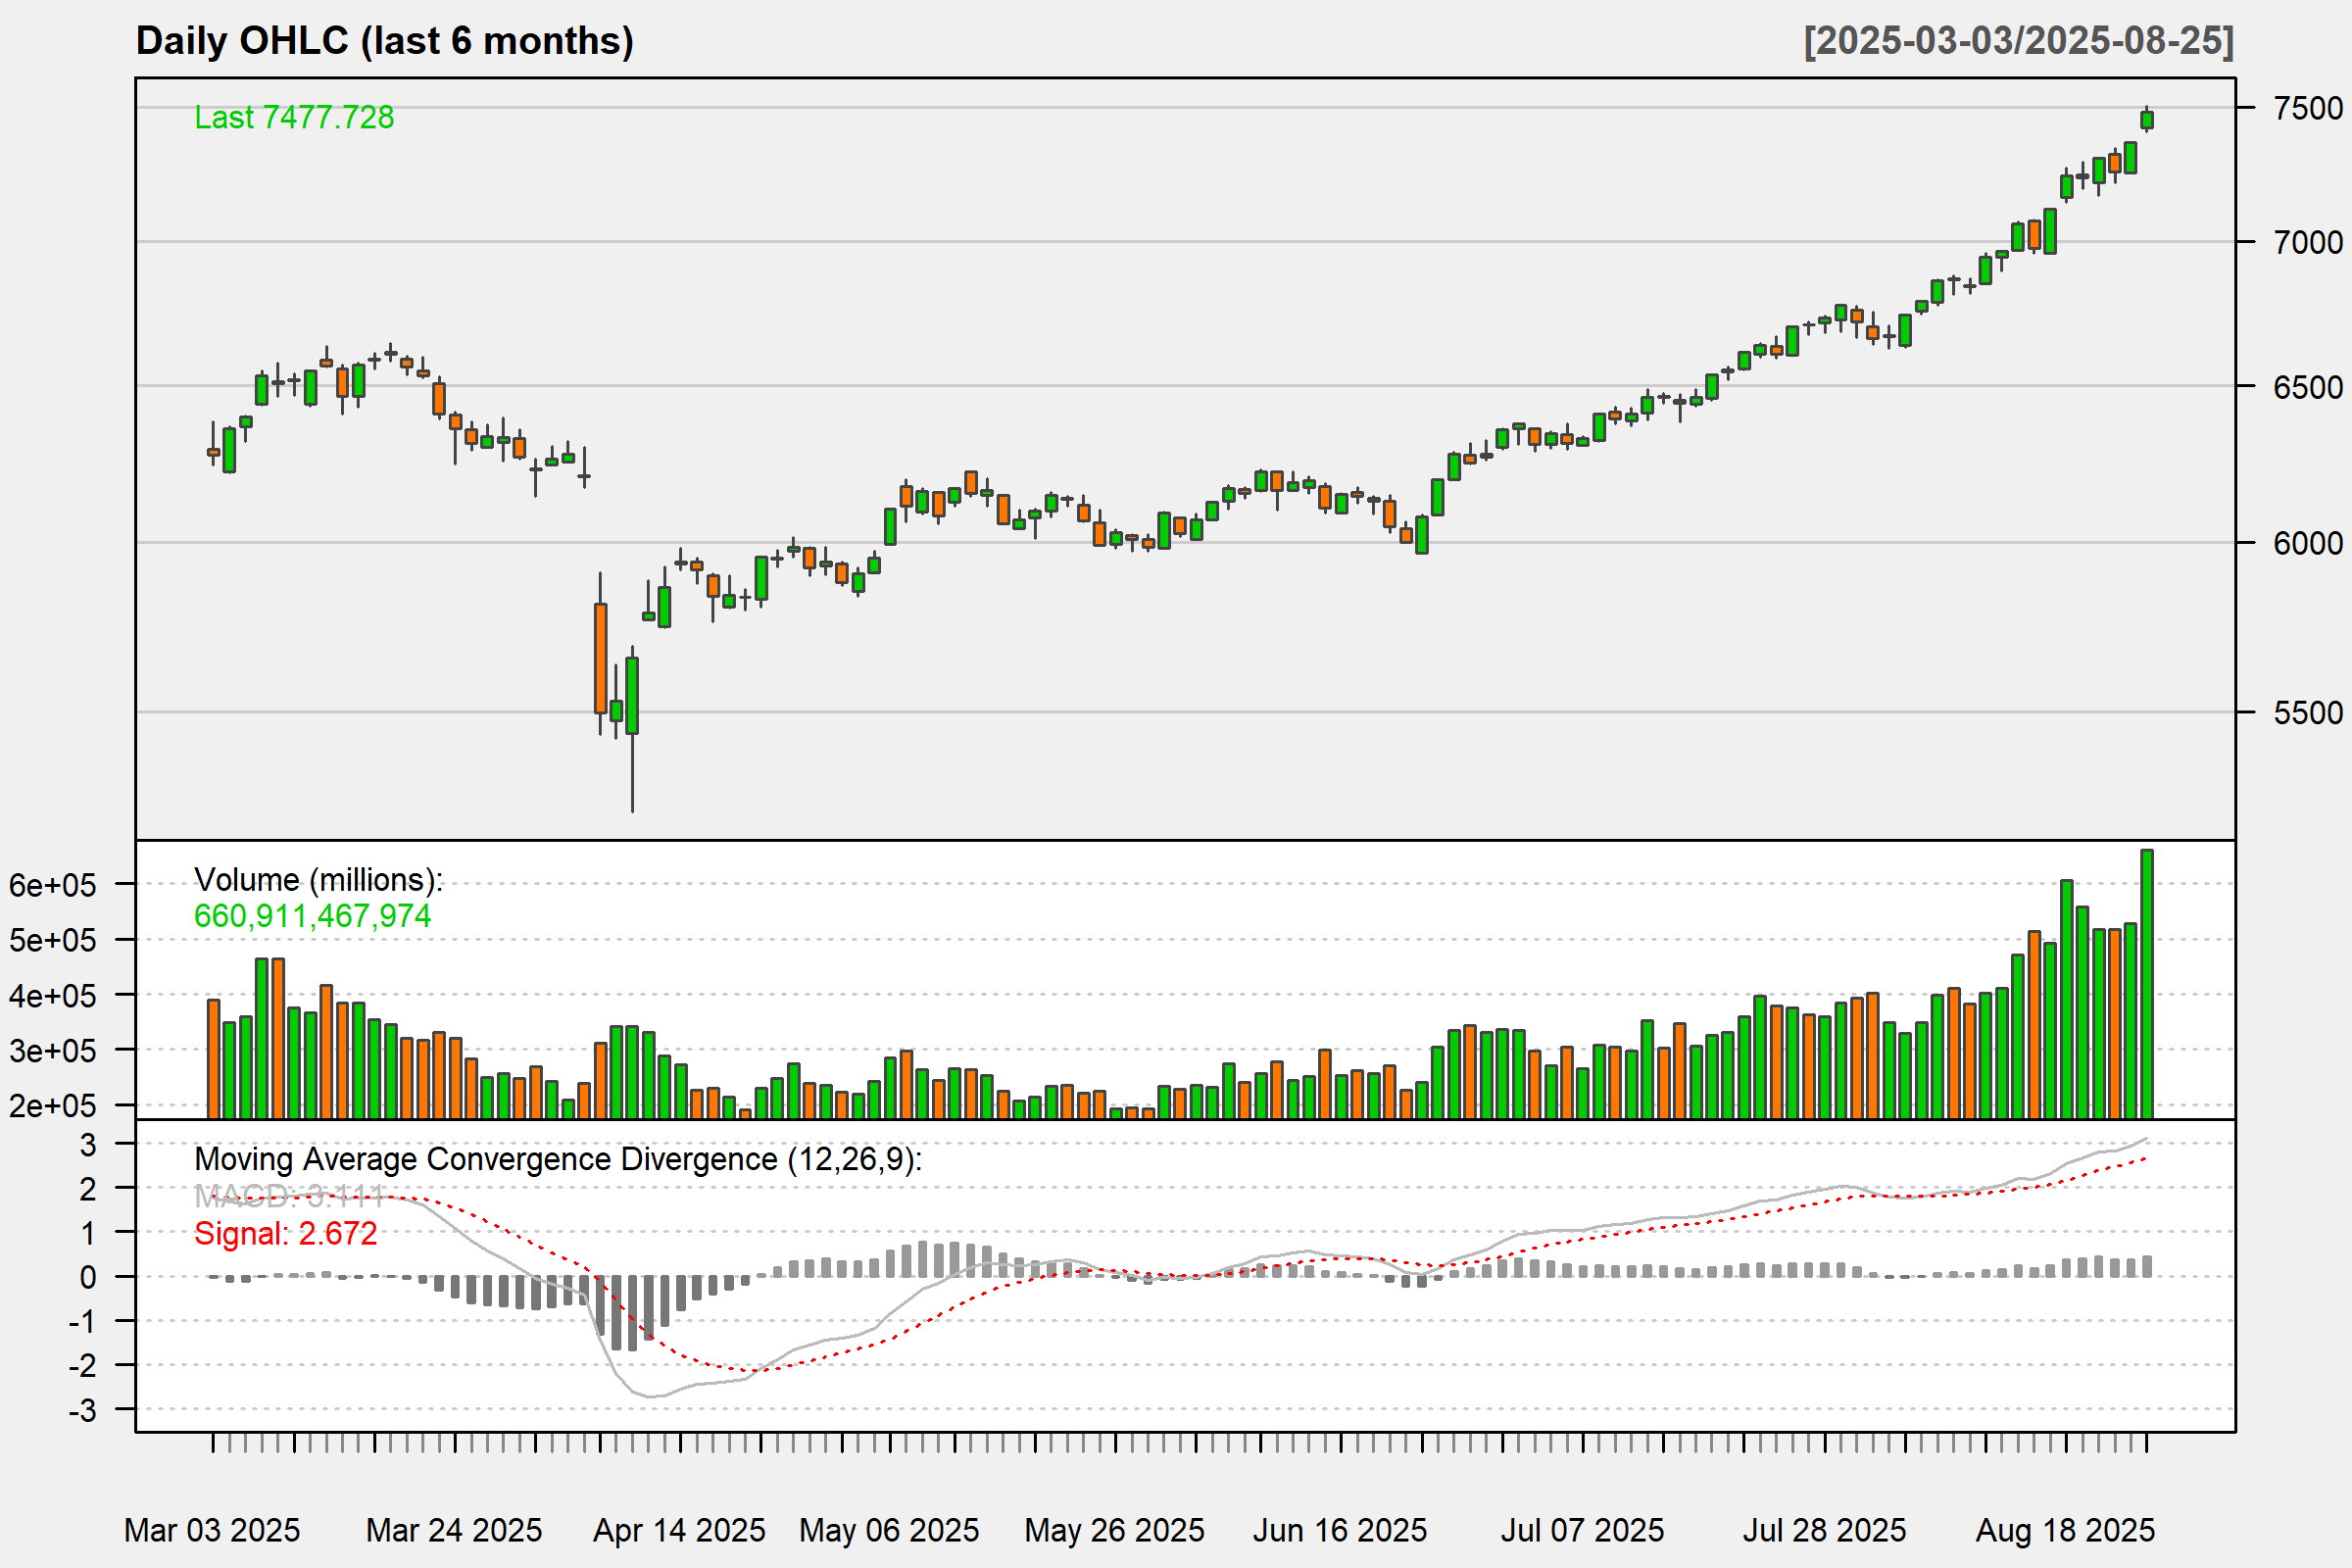 Daily OHLC (last 6 months)
[2025-03-03/2025-08-25]
Last 7477.728
7500
7000
6500
6000
5500
Volume (millions):
660,911,467,974
6e+05
5e+05
4e+05
3e+05
2e+05
Moving Average Convergence Divergence (12,26,9):
MACD: 3.111
Signal: 2.672
3
2
1
0
-1
-2
-3
Mar 03 2025
Mar 24 2025
Apr 14 2025
May 06 2025
May 26 2025
Jun 16 2025
Jul 07 2025
Jul 28 2025
Aug 18 2025